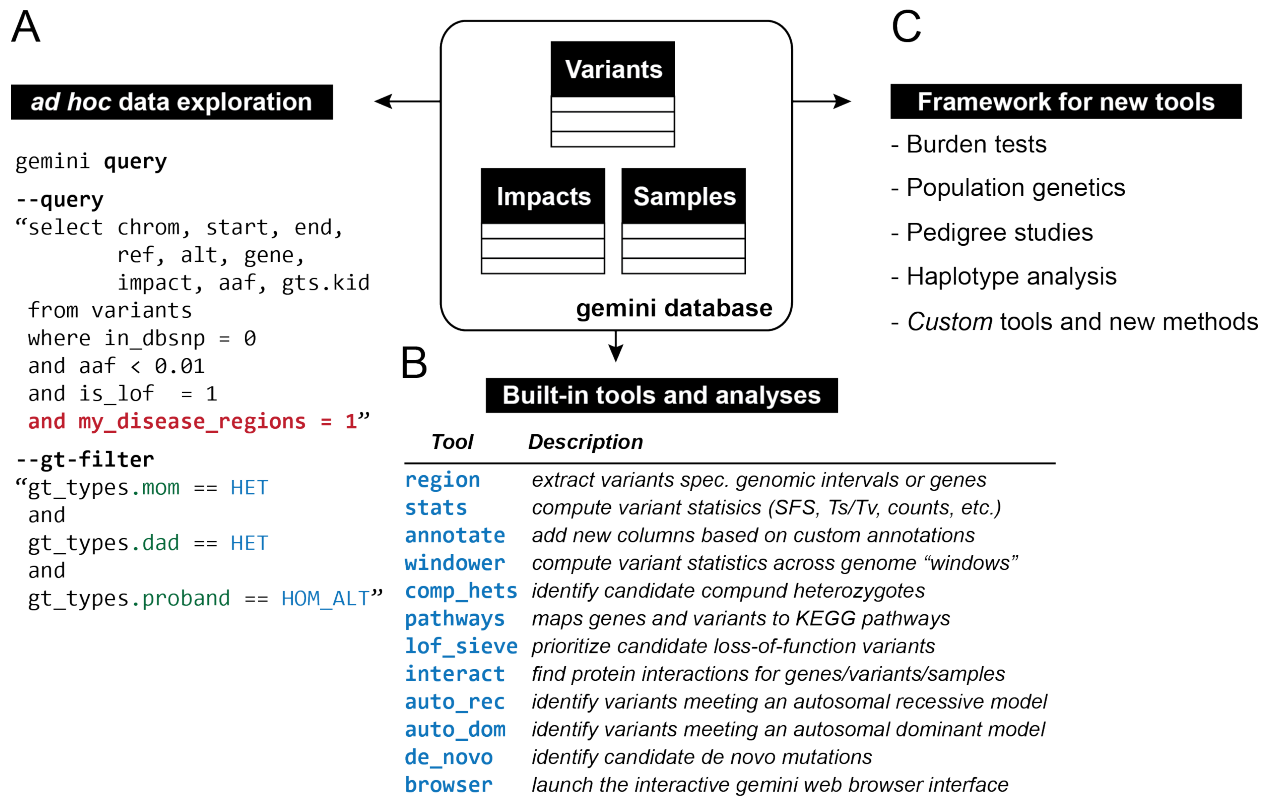 A
ad hoc data exploration
gemini query
--query
“select chrom, start, end,
ref, alt, gene,
impact, aaf, gts.kid
from variants
where in_dbsnp = 0
and aaf < 0.01
and is_lof  = 1
and my_disease_regions = 1”
--gt-filter
“gt_types.mom == HET
and
gt_types.dad == HET
and
gt_types.proband == HOM_ALT”
Variants
Impacts
Samples
gemini database
B
Built-in tools and analyses
Tool Description
region extract variants spec. genomic intervals or genes
stats compute variant statisics (SFS, Ts/Tv, counts, etc.)
annotate add new columns based on custom annotations
windower compute variant statistics across genome “windows”
comp_hets identify candidate compund heterozygotes
pathways maps genes and variants to KEGG pathways
lof_sieve prioritize candidate loss-of-function variants
interact find protein interactions for genes/variants/samples
auto_rec identify variants meeting an autosomal recessive model
auto_dom identify variants meeting an autosomal dominant model
de_novo identify candidate de novo mutations
browser launch the interactive gemini web browser interface
C
Framework for new tools
- Burden tests
- Population genetics
- Pedigree studies
- Haplotype analysis
- Custom tools and new methods